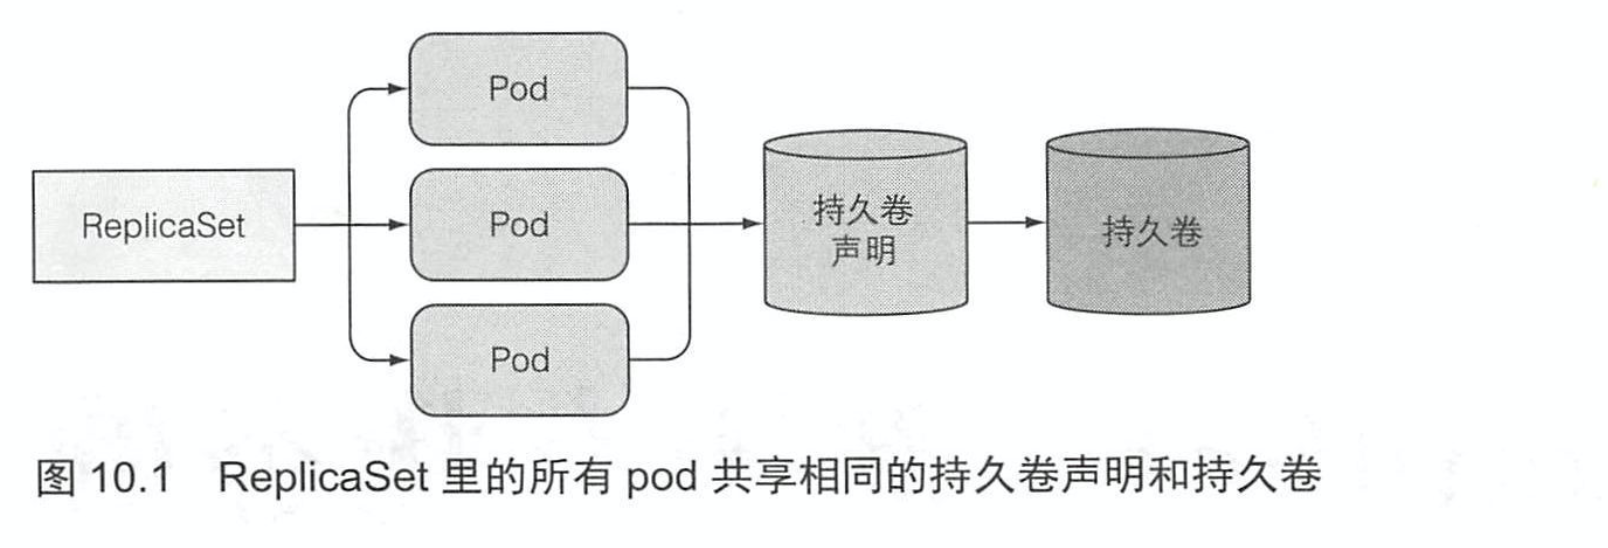 Pod
ReplicaSet
Pod
持久卷
声明
持久卷
Pod
图 10.1 ReplicaSet 里的所有 pod 共享相同的持久卷声明和持久卷